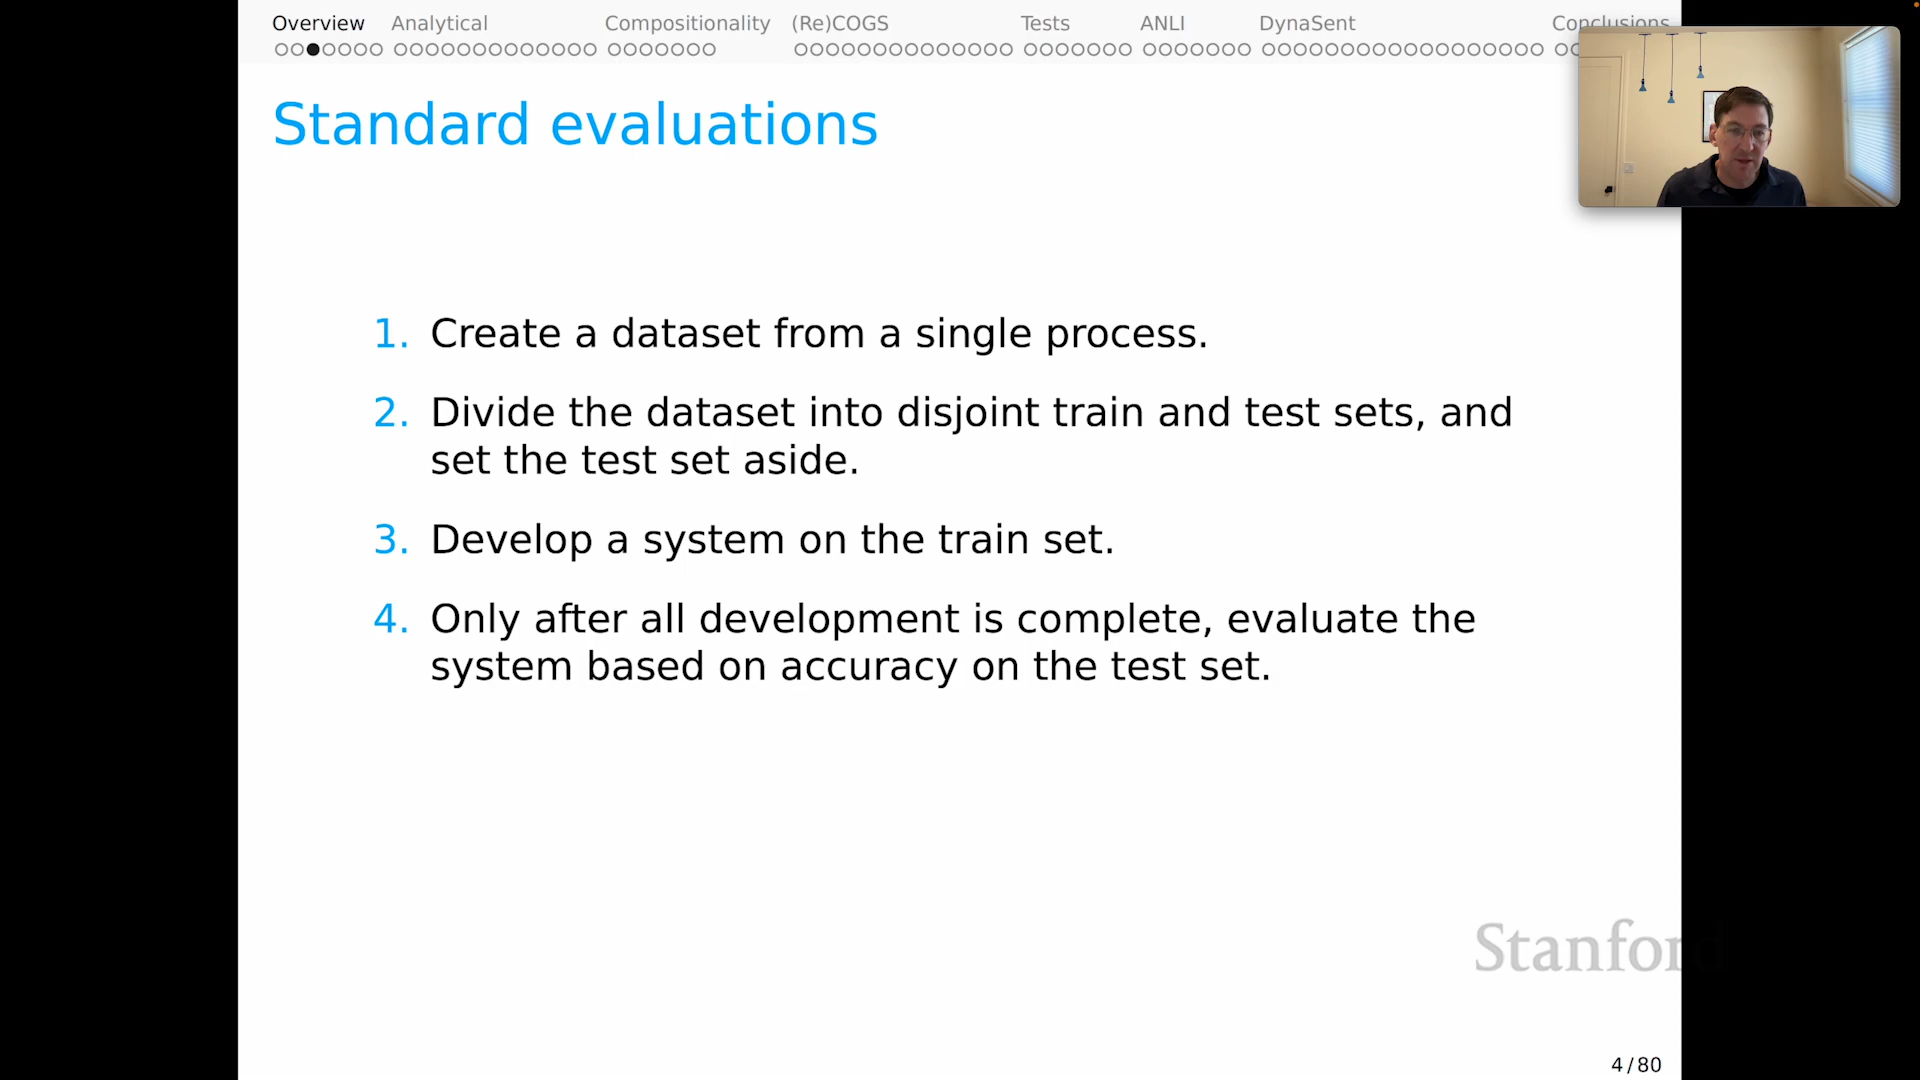 Overview Analytical Compositionality (Re)COGS Tests ANLI DynaSent Conclusions
Standard evaluations
1. Create a dataset from a single process.
2. Divide the dataset into disjoint train and test sets, and
set the test set aside.
3. Develop a system on the train set.
4. Only after all development is complete, evaluate the
system based on accuracy on the test set.
Stanford
4/80